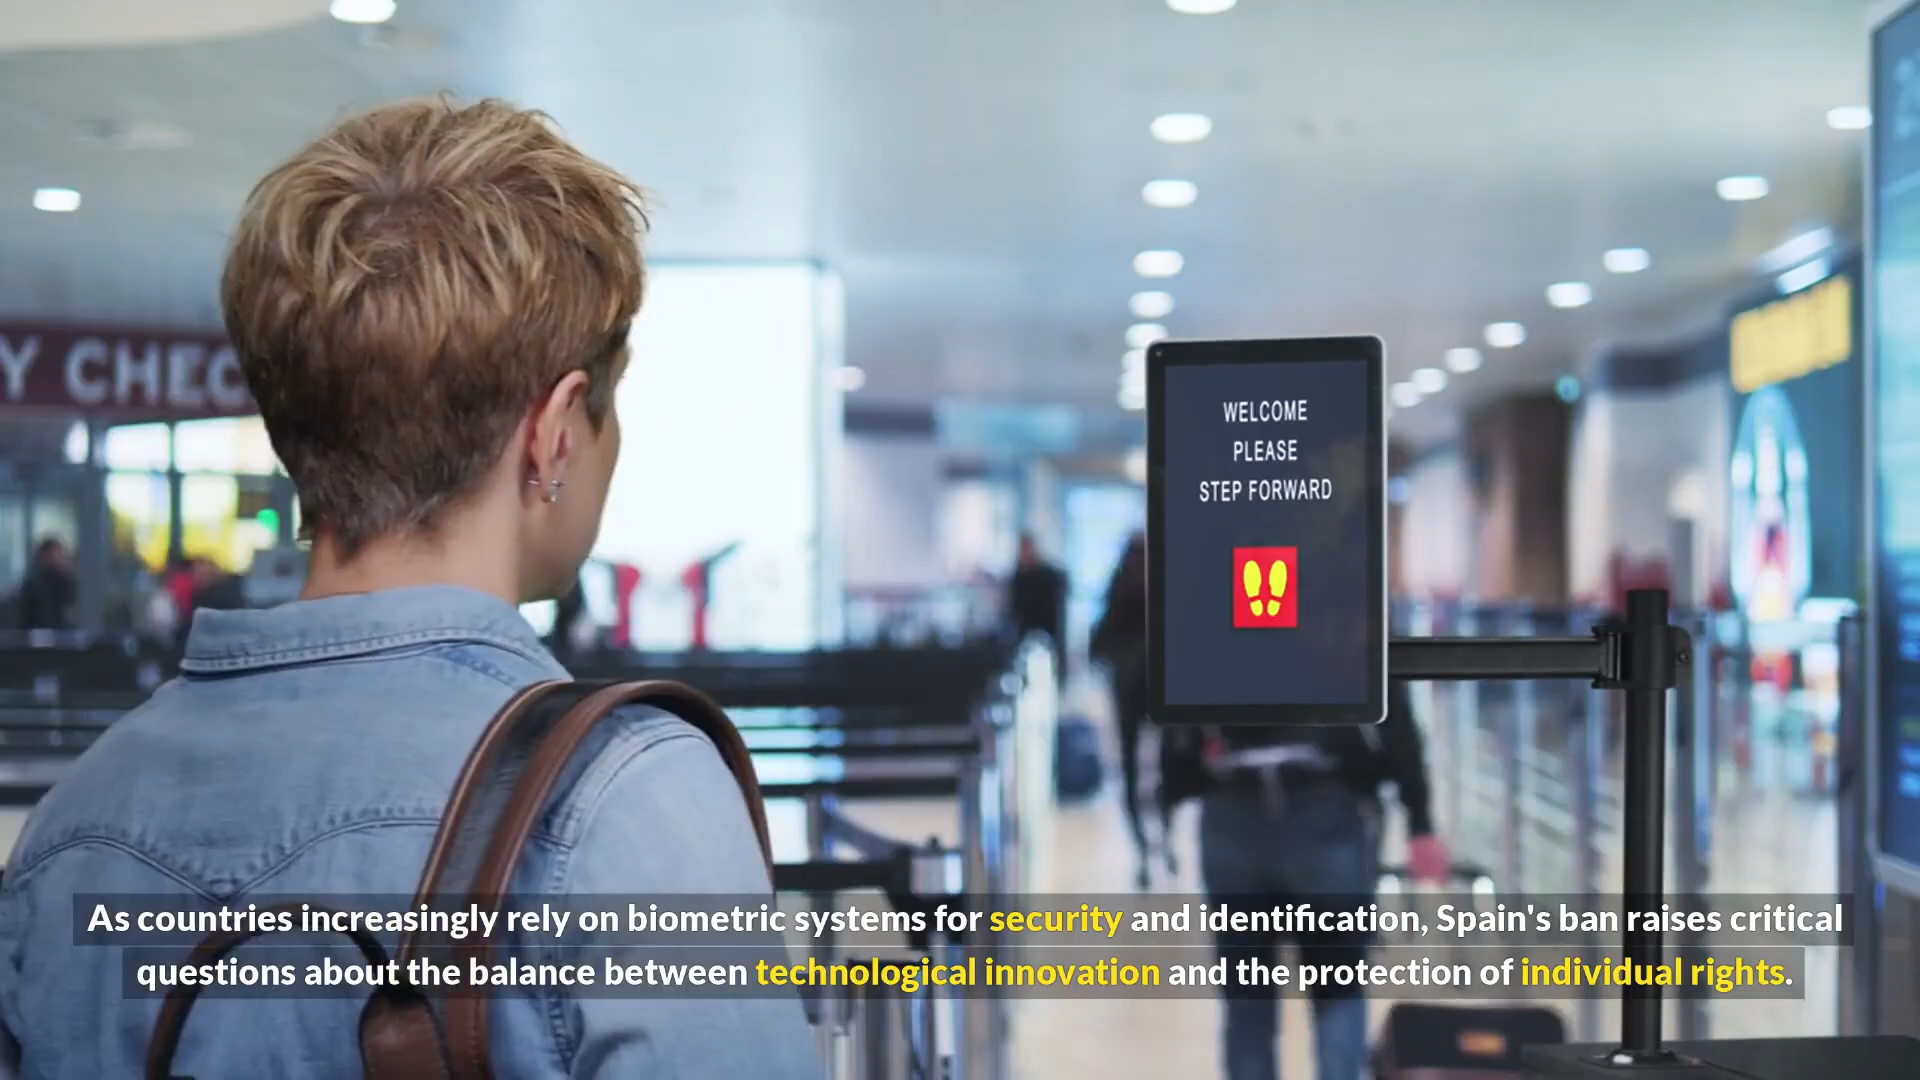 Y CHEC
WELCOME
PLEASE
STEP FORWARD
As countries increasingly rely on biometric systems for security and identification, Spain's ban raises critical
questions about the balance between technological innovation and the protection of individual rights.